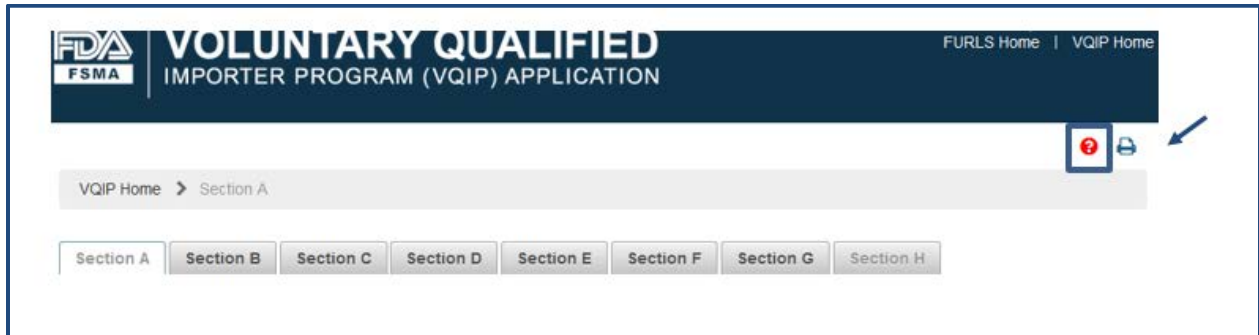 FDA
FSMA
VOLUNTARY QUALIFIED
IMPORTER PROGRAM (VQIP) APPLICATION
FURLS Home | VQIP Home
?
VQIP Home > Section A
Section A Section B Section C Section D Section E Section F Section G Section H